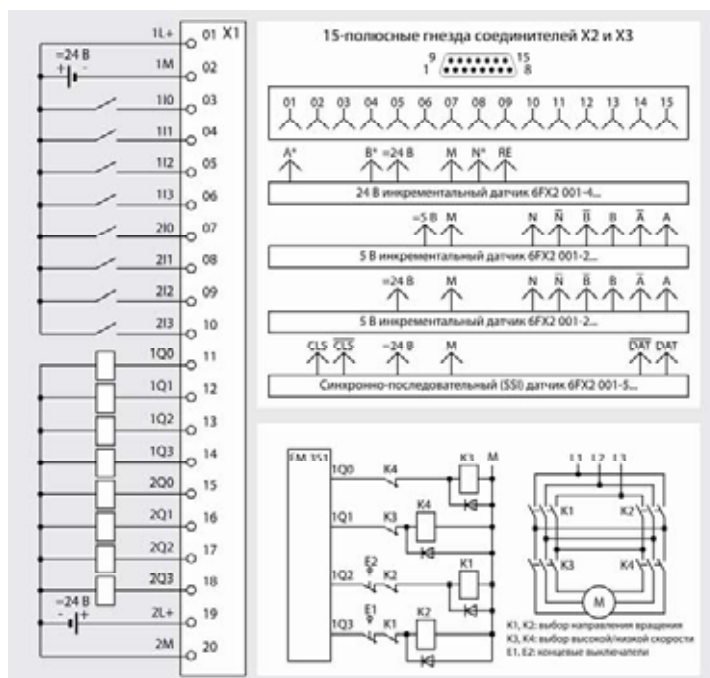 1L+ 01 X1
=24 В
+ -
1M 02
1I0 03
1I1 04
1I2 05
1I3 06
2I0 07
2I1 08
2I2 09
2I3 10
1Q0 11
1Q1 12
1Q2 13
1Q3 14
2Q0 15
2Q1 16
2Q2 17
2Q3 18
=24 В
- +
2L+ 19
2M 20
15-полюсные гнезда соединителей X2 и X3
9 15
1 8
01 02 03 04 05 06 07 08 09 10 11 12 13 14 15
A* B* =24 В M N* RE
24 В инкрементальный датчик 6FX2 001-4...
=5 В M N N̅ B̅ B A̅ A
5 В инкрементальный датчик 6FX2 001-2...
=24 В M N N̅ B̅ B A̅ A
5 В инкрементальный датчик 6FX2 001-2...
CLS C̅L̅S̅ =24 В M D̅A̅T̅ DAT
Синхронно-последовательный (SSI) датчик 6FX2 001-5...
EM 351
1Q0 K4 K3 M
1Q1 K3 K4
1Q2 E2 K2 K1
1Q3 E1 K1 K2
L1 L2 L3
K1 K2
K3 K4
M
K1, K2: выбор направления вращения
K3, K4: выбор высокой/низкой скорости
E1, E2: концевые выключатели